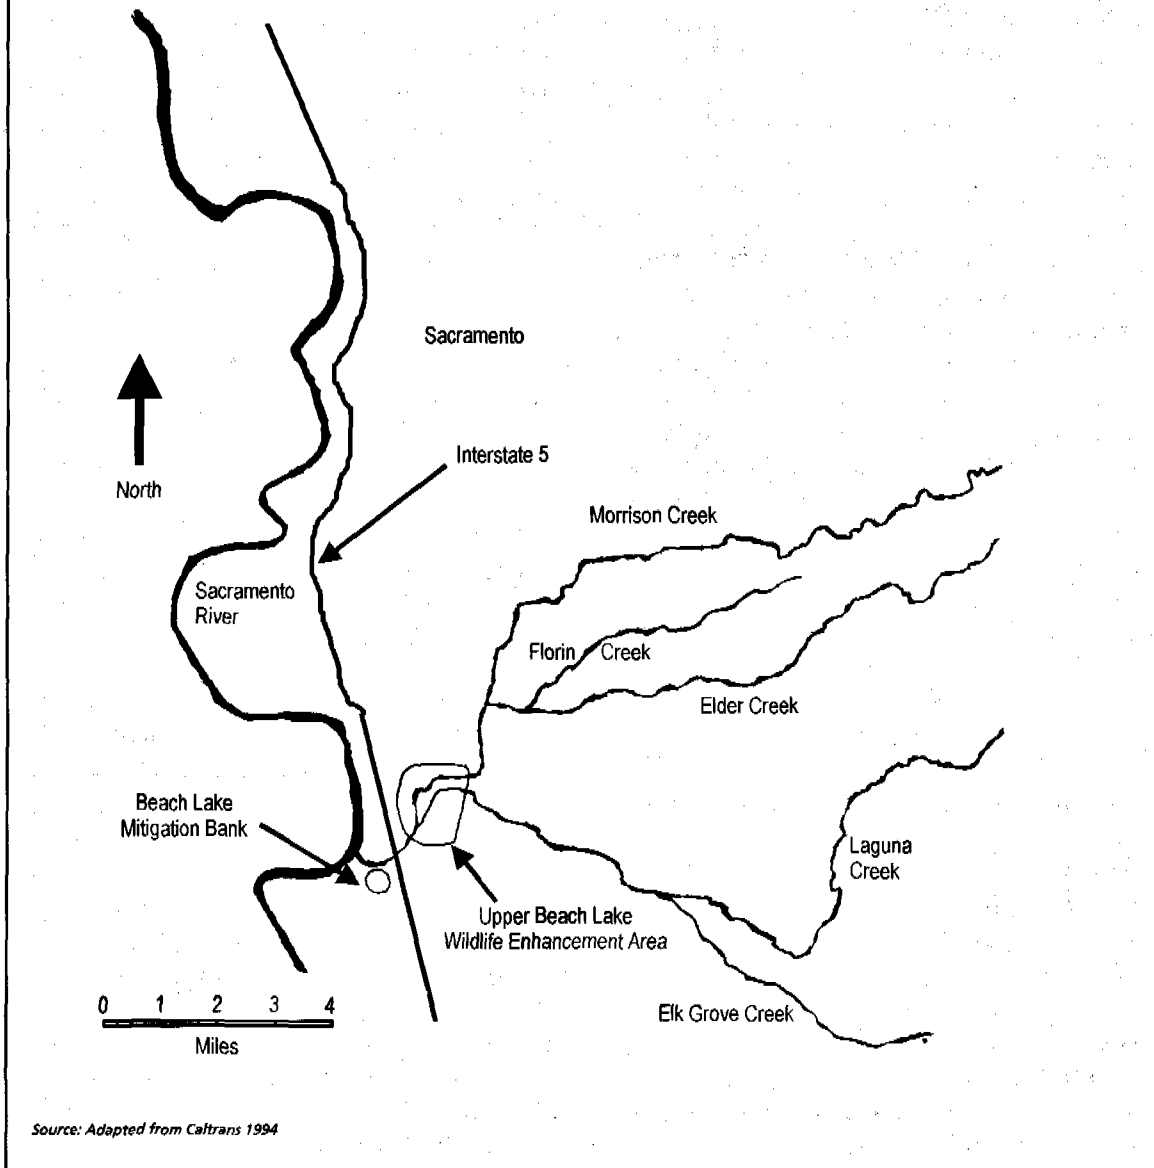 Sacramento
Interstate 5
North
Morrison Creek
Sacramento
River
Florin Creek
Elder Creek
Beach Lake
Mitigation Bank
Laguna
Creek
Upper Beach Lake
Wildlife Enhancement Area
Elk Grove Creek
0 1 2 3 4
Miles
Source: Adapted from Caltrans 1994